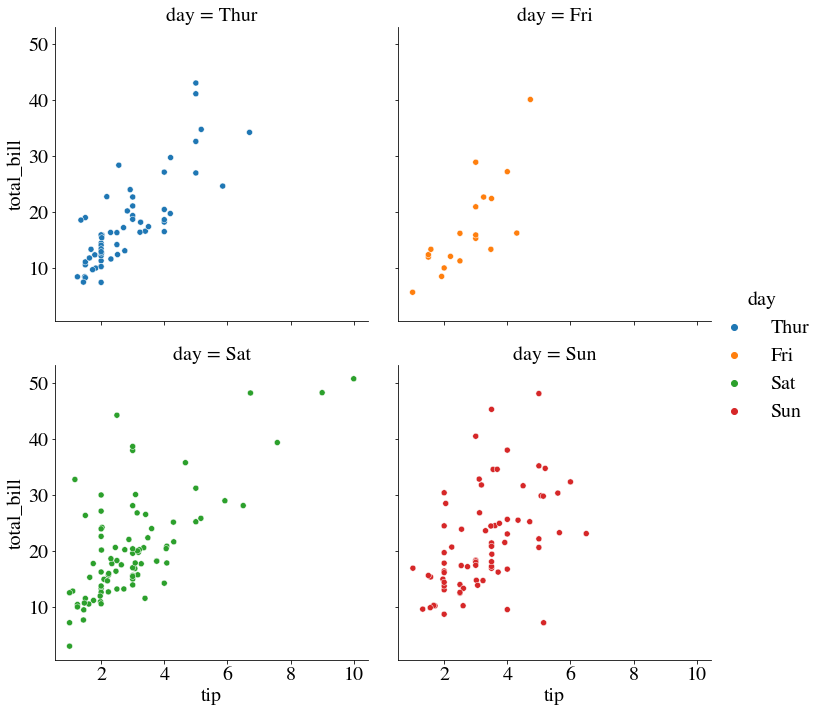 day = Thur
day = Fri
50
40
30
20
10
total_bill
day
Thur
Fri
Sat
Sun
day = Sat
day = Sun
50
40
30
20
10
total_bill
2 4 6 8 10
2 4 6 8 10
tip
tip